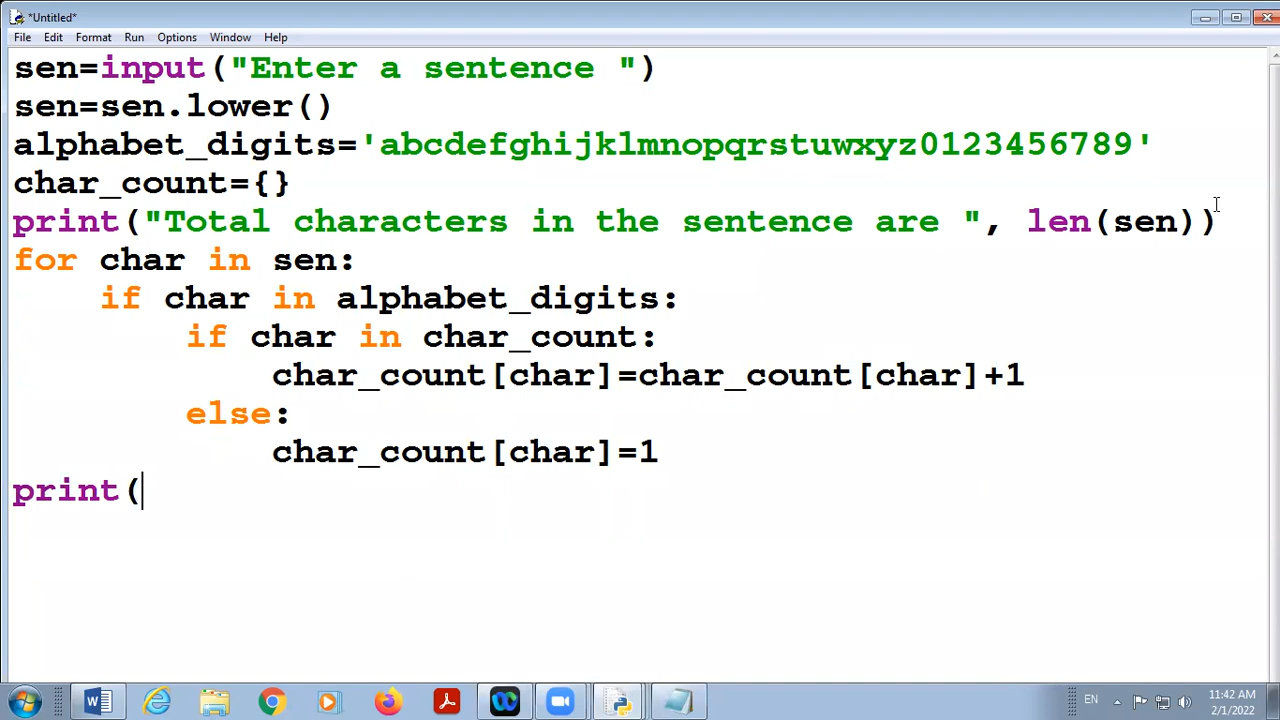 *Untitled*
File Edit Format Run Options Window Help
sen=input("Enter a sentence ")
sen=sen.lower()
alphabet_digits='abcdefghijklmnopqrstuwxyz0123456789'
char_count={}
print("Total characters in the sentence are ", len(sen))
for char in sen:
    if char in alphabet_digits:
        if char in char_count:
            char_count[char]=char_count[char]+1
        else:
            char_count[char]=1
print(
EN
11:42 AM
2/1/2022